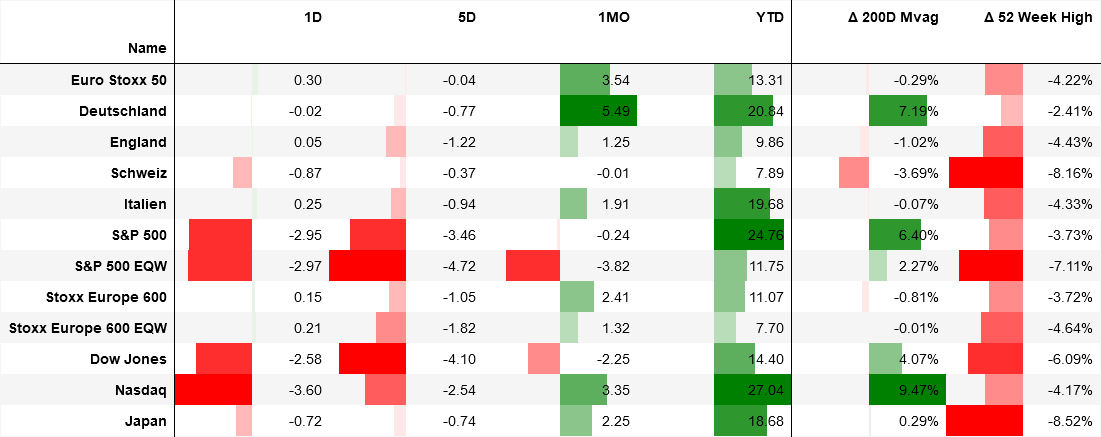 1D 5D 1MO YTD Δ 200D Mvag Δ 52 Week High
Name
Euro Stoxx 50 0.30 -0.04 3.54 13.31 -0.29% -4.22%
Deutschland -0.02 -0.77 5.49 20.84 7.19% -2.41%
England 0.05 -1.22 1.25 9.86 -1.02% -4.43%
Schweiz -0.87 -0.37 -0.01 7.89 -3.69% -8.16%
Italien 0.25 -0.94 1.91 19.68 -0.07% -4.33%
S&P 500 -2.95 -3.46 -0.24 24.76 6.40% -3.73%
S&P 500 EQW -2.97 -4.72 -3.82 11.75 2.27% -7.11%
Stoxx Europe 600 0.15 -1.05 2.41 11.07 -0.81% -3.72%
Stoxx Europe 600 EQW 0.21 -1.82 1.32 7.70 -0.01% -4.64%
Dow Jones -2.58 -4.10 -2.25 14.40 4.07% -6.09%
Nasdaq -3.60 -2.54 3.35 27.04 9.47% -4.17%
Japan -0.72 -0.74 2.25 18.68 0.29% -8.52%